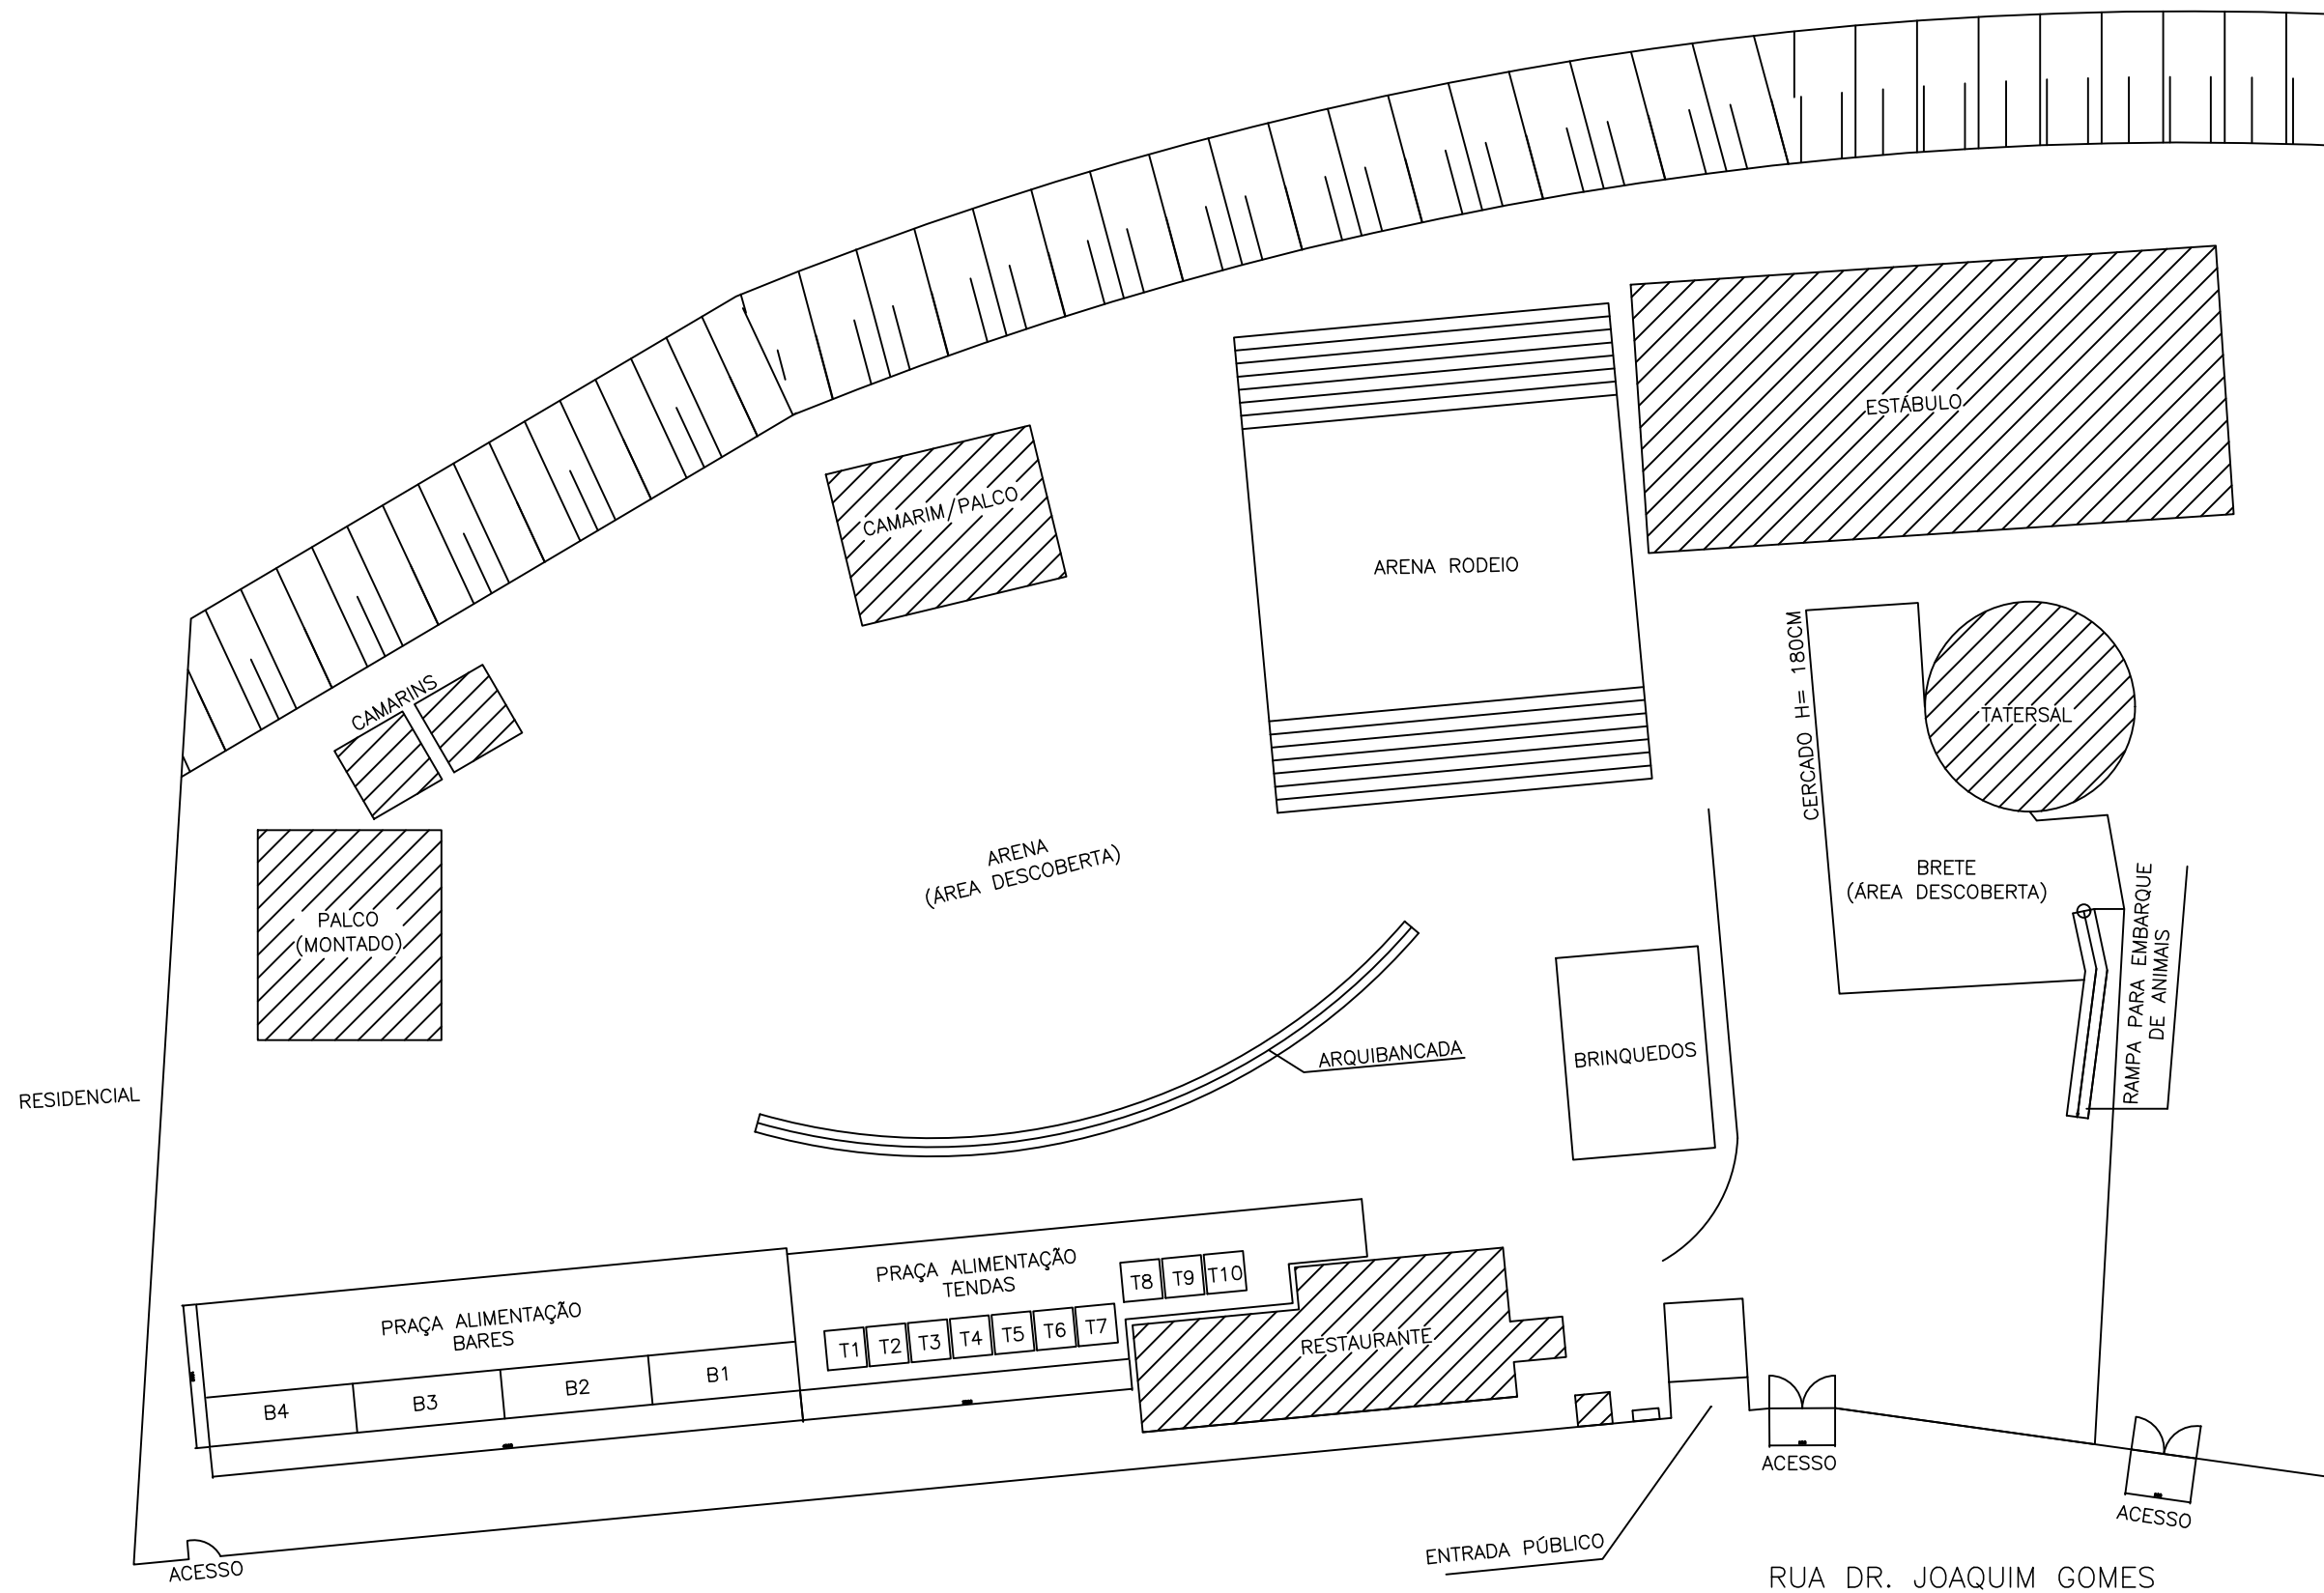 ESTÁBULO
CAMARIM/PALCO
ARENA RODEIO
CERCADO H= 180CM
CAMARINS
TATERSAL
ARENA
(ÁREA DESCOBERTA)
BRETE
(ÁREA DESCOBERTA)
PALCO
(MONTADO)
RAMPA PARA EMBARQUE
DE ANIMAIS
ARQUIBANCADA
BRINQUEDOS
RESIDENCIAL
PRAÇA ALIMENTAÇÃO
TENDAS
T8
T9
T10
PRAÇA ALIMENTAÇÃO
BARES
T1
T2
T3
T4
T5
T6
T7
RESTAURANTE
B4
B3
B2
B1
ACESSO
ACESSO
ENTRADA PÚBLICO
ACESSO
RUA DR. JOAQUIM GOMES